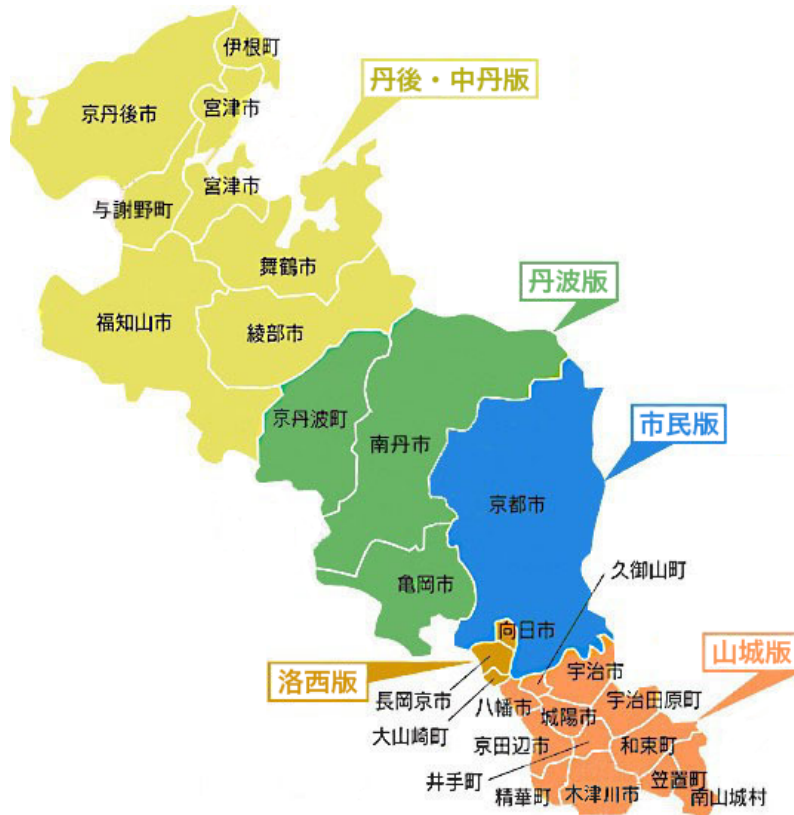 伊根町
丹後・中丹版
京丹後市
宮津市
宮津市
与謝野町
舞鶴市
丹波版
福知山市
綾部市
京丹波町
市民版
南丹市
京都市
久御山町
亀岡市
向日市
山城版
宇治市
洛西版
長岡京市
八幡市
宇治田原町
城陽市
大山崎町
京田辺市
和束町
井手町
笠置町
精華町
木津川市
南山城村